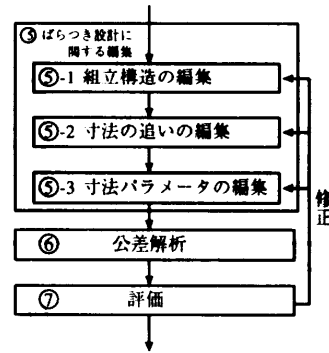 ⑤ ばらつき設計に
関する編集
⑤-1 組立構造の編集
⑤-2 寸法の追いの編集
⑤-3 寸法パラメータの編集
修正
⑥ 公差解析
⑦ 評価